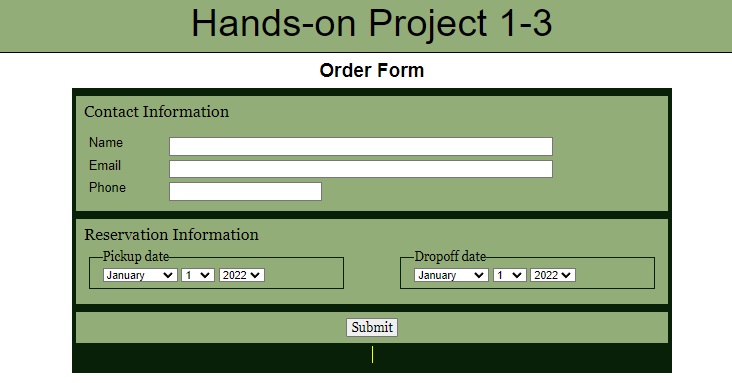 Hands-on Project 1-3
Order Form
Contact Information
Name
Email
Phone
Reservation Information
Pickup date
January 1 2022
Dropoff date
January 1 2022
Submit